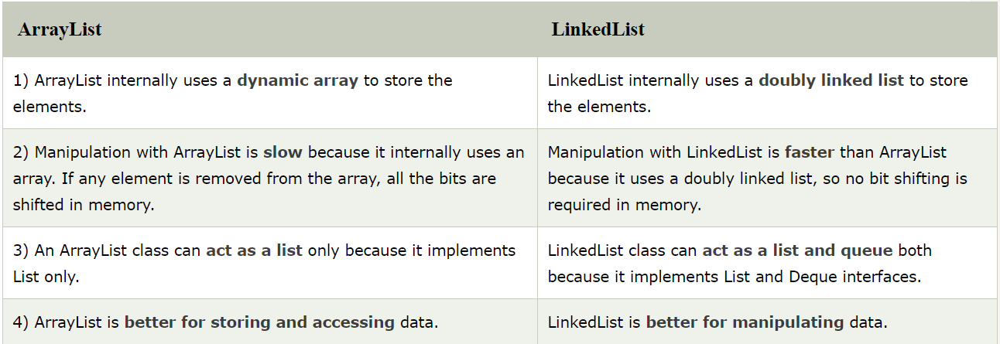 ArrayList
LinkedList
1) ArrayList internally uses a dynamic array to store the
elements.
LinkedList internally uses a doubly linked list to store
the elements.
2) Manipulation with ArrayList is slow because it internally uses an
array. If any element is removed from the array, all the bits are
shifted in memory.
Manipulation with LinkedList is faster than ArrayList
because it uses a doubly linked list, so no bit shifting is
required in memory.
3) An ArrayList class can act as a list only because it implements
List only.
LinkedList class can act as a list and queue both
because it implements List and Deque interfaces.
4) ArrayList is better for storing and accessing data.
LinkedList is better for manipulating data.